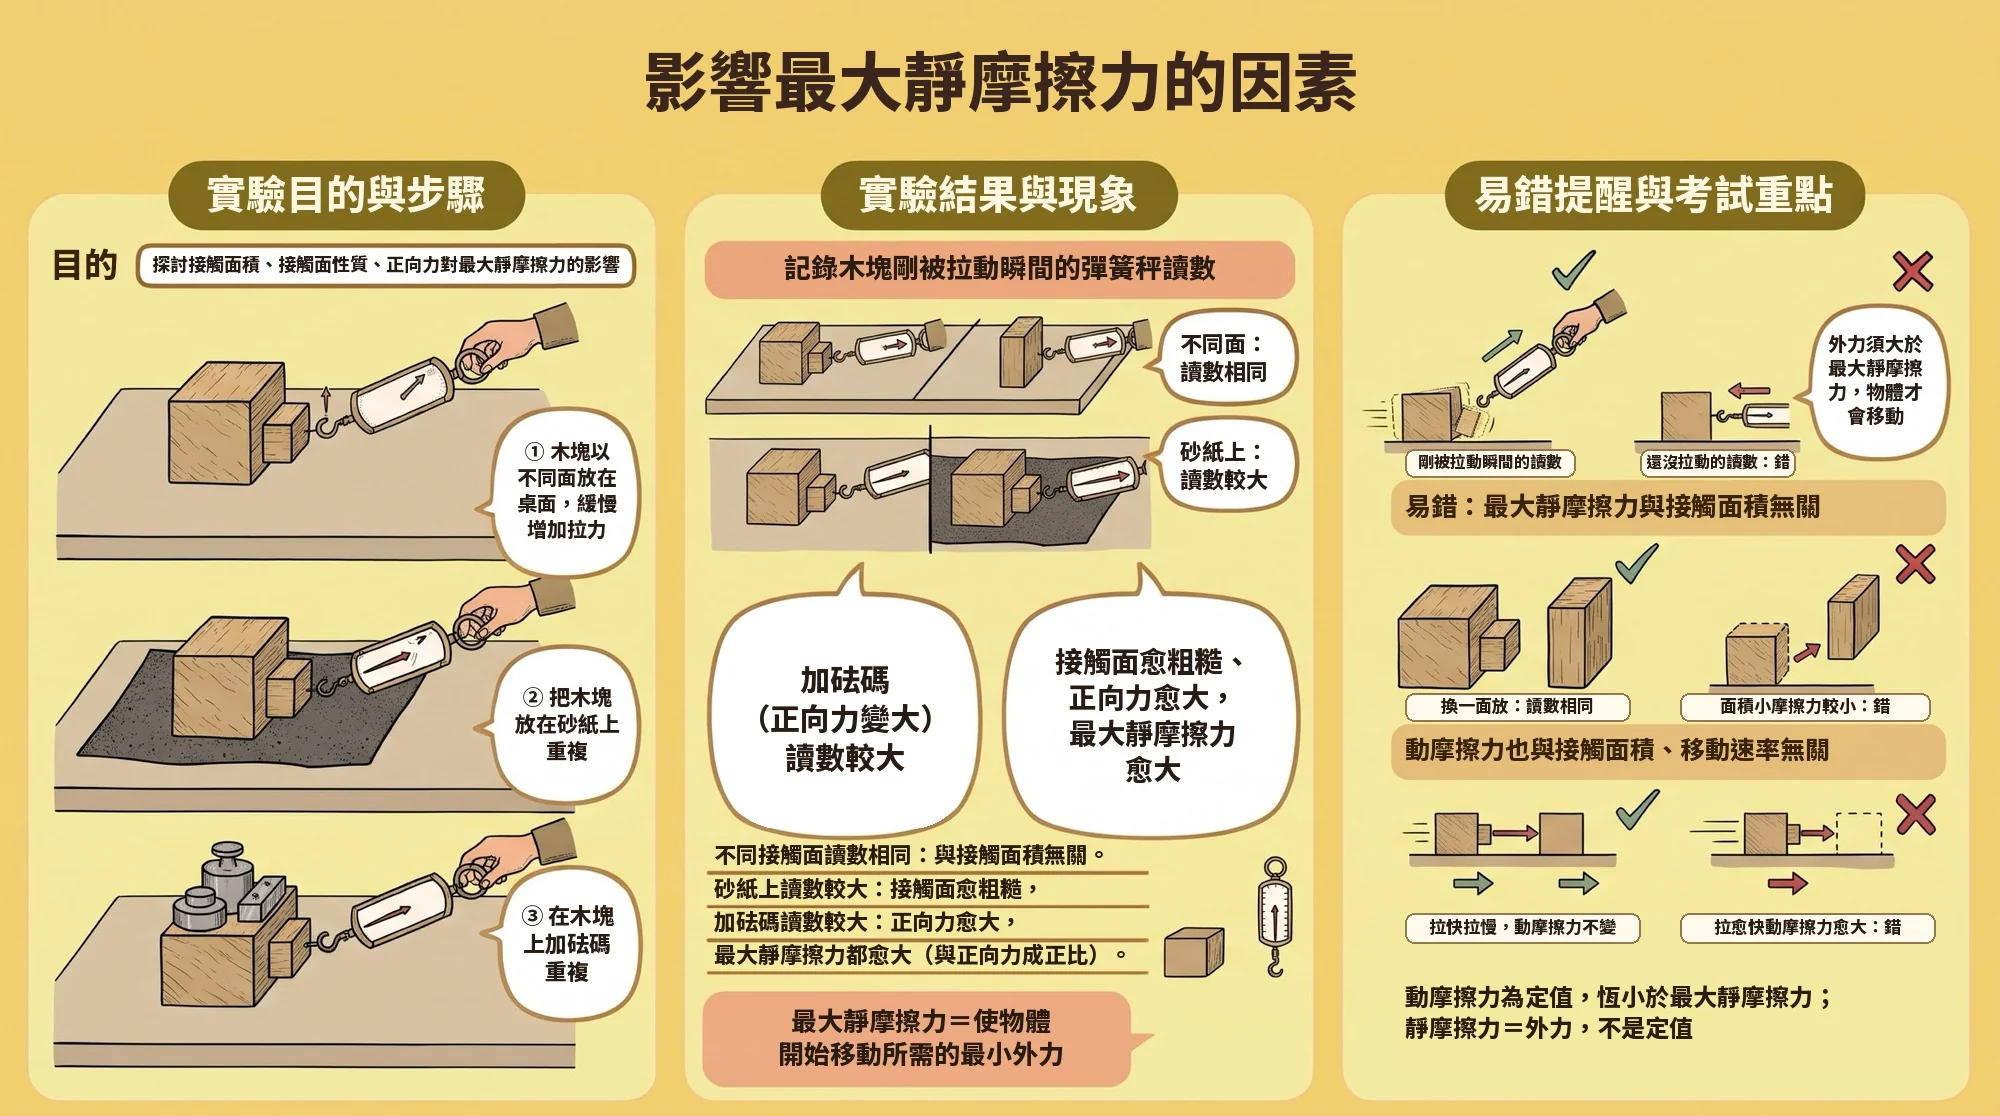 影響最大靜摩擦力的因素
實驗目的與步驟
目的
探討接觸面積、接觸面性質、正向力對最大靜摩擦力的影響
① 木塊以
不同面放在
桌面，緩慢
增加拉力
② 把木塊
放在砂紙上
重複
③ 在木塊
上加砝碼
重複
實驗結果與現象
記錄木塊剛被拉動瞬間的彈簧秤讀數
不同面：
讀數相同
砂紙上：
讀數較大
加砝碼
（正向力變大）
讀數較大
接觸面愈粗糙、
正向力愈大，
最大靜摩擦力
愈大
不同接觸面讀數相同：與接觸面積無關。
砂紙上讀數較大：接觸面愈粗糙，
加砝碼讀數較大：正向力愈大，
最大靜摩擦力都愈大（與正向力成正比）。
最大靜摩擦力＝使物體
開始移動所需的最小外力
易錯提醒與考試重點
外力須大於
最大靜摩擦
力，物體才
會移動
剛被拉動瞬間的讀數
還沒拉動的讀數：錯
易錯：最大靜摩擦力與接觸面積無關
換一面放：讀數相同
面積小摩擦力較小：錯
動摩擦力也與接觸面積、移動速率無關
拉快拉慢，動摩擦力不變
拉愈快動摩擦力愈大：錯
動摩擦力為定值，恆小於最大靜摩擦力；
靜摩擦力＝外力，不是定值